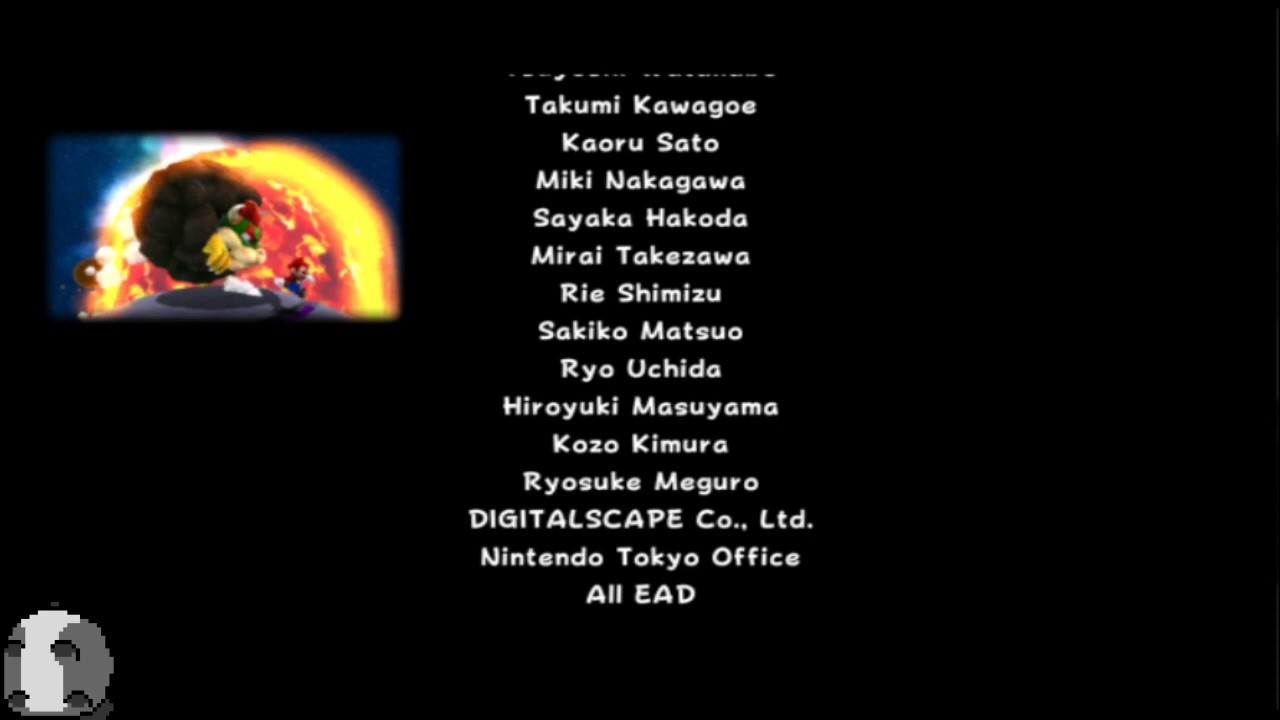 Takumi Kawagoe
Kaoru Sato
Miki Nakagawa
Sayaka Hakoda
Mirai Takezawa
Rie Shimizu
Sakiko Matsuo
Ryo Uchida
Hiroyuki Masuyama
Kozo Kimura
Ryosuke Meguro
DIGITALSCAPE Co., Ltd.
Nintendo Tokyo Office
All EAD